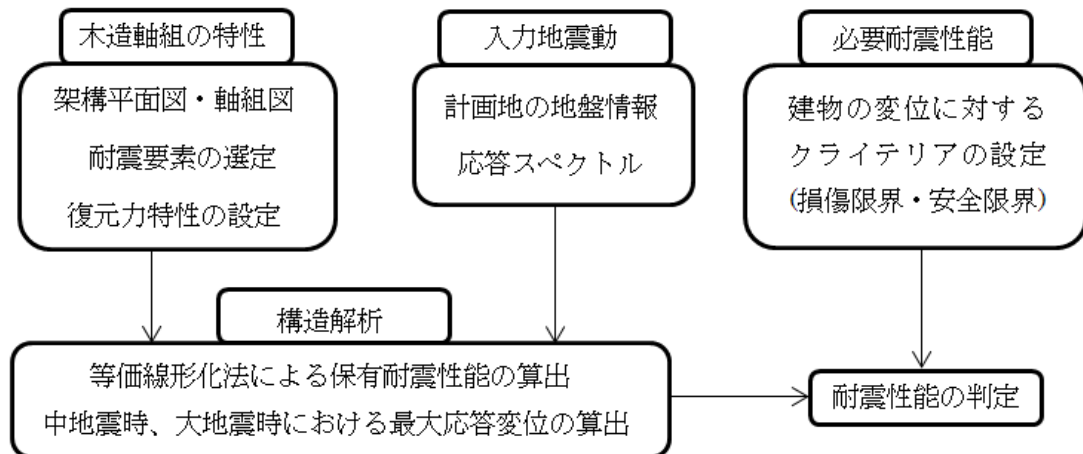 木造軸組の特性
架構平面図・軸組図
耐震要素の選定
復元力特性の設定
入力地震動
計画地の地盤情報
応答スペクトル
必要耐震性能
建物の変位に対する
クライテリアの設定
(損傷限界・安全限界)
構造解析
等価線形化法による保有耐震性能の算出
中地震時、大地震時における最大応答変位の算出
耐震性能の判定